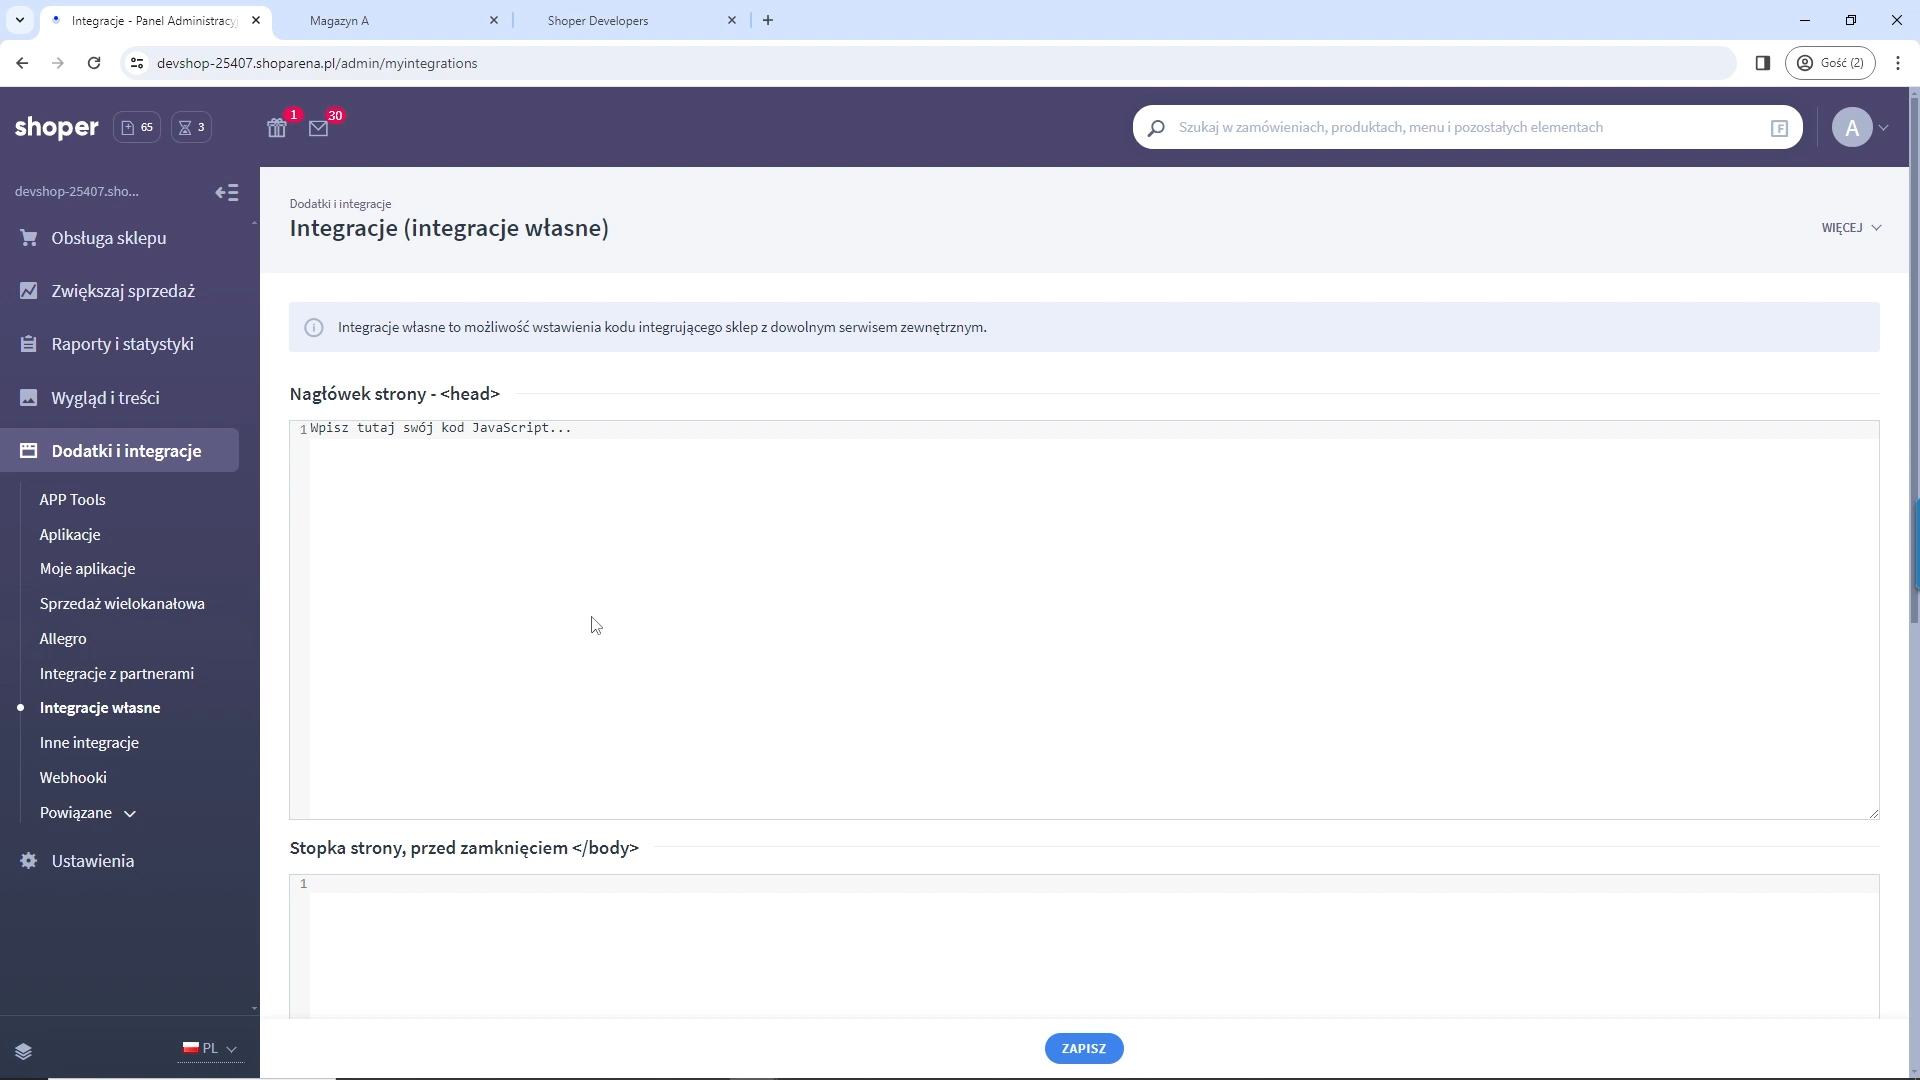 Integracje - Panel Administracyj
Magazyn A
Shoper Developers
devshop-25407.shoparena.pl/admin/myintegrations
Gość (2)
shoper
65
3
1
30
Szukaj w zamówieniach, produktach, menu i pozostałych elementach
F
A
devshop-25407.sho...
Obsługa sklepu
Zwiększaj sprzedaż
Raporty i statystyki
Wygląd i treści
Dodatki i integracje
APP Tools
Aplikacje
Moje aplikacje
Sprzedaż wielokanałowa
Allegro
Integracje z partnerami
Integracje własne
Inne integracje
Webhooki
Powiązane
Ustawienia
PL
Dodatki i integracje
Integracje (integracje własne)
WIĘCEJ
Integracje własne to możliwość wstawienia kodu integrującego sklep z dowolnym serwisem zewnętrznym.
Nagłówek strony - <head>
1 Wpisz tutaj swój kod JavaScript...
Stopka strony, przed zamknięciem </body>
1
ZAPISZ